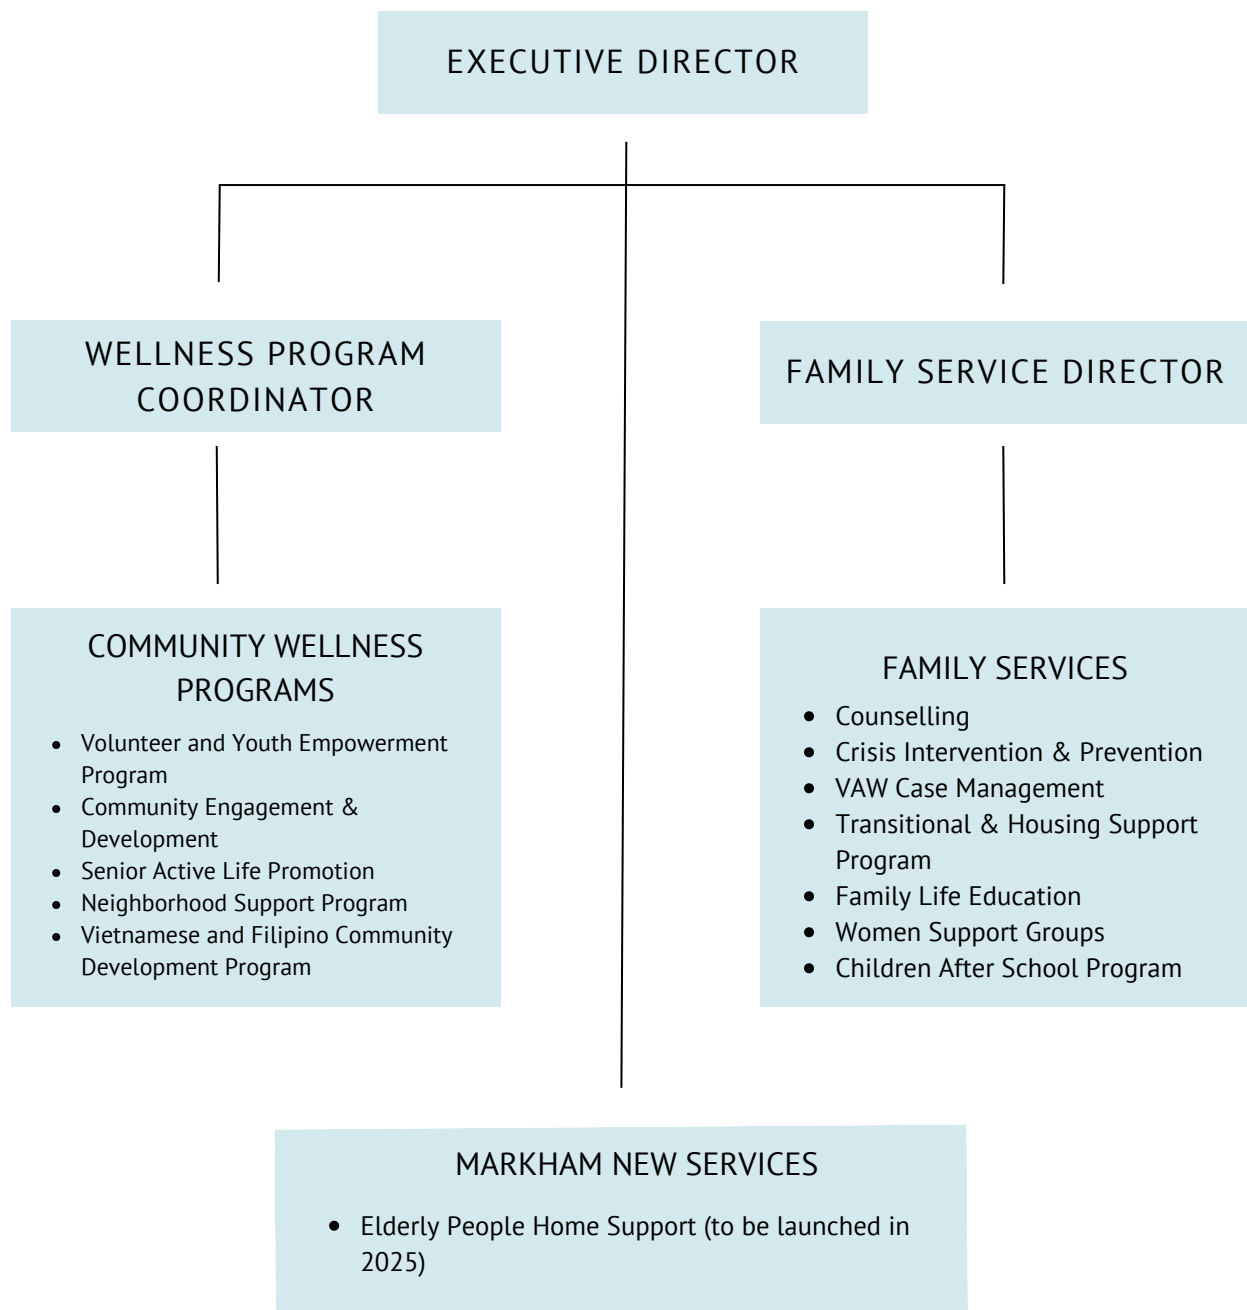 EXECUTIVE DIRECTOR
WELLNESS PROGRAM
COORDINATOR
FAMILY SERVICE DIRECTOR
COMMUNITY WELLNESS
PROGRAMS
• Volunteer and Youth Empowerment
Program
• Community Engagement &
Development
• Senior Active Life Promotion
• Neighborhood Support Program
• Vietnamese and Filipino Community
Development Program
FAMILY SERVICES
• Counselling
• Crisis Intervention & Prevention
• VAW Case Management
• Transitional & Housing Support
Program
• Family Life Education
• Women Support Groups
• Children After School Program
MARKHAM NEW SERVICES
• Elderly People Home Support (to be launched in
2025)